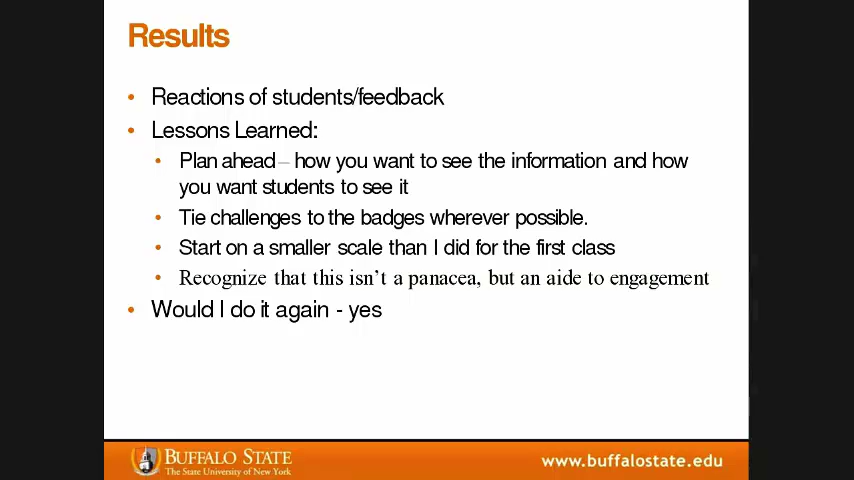 Results
• Reactions of students/feedback
• Lessons Learned:
• Plan ahead – how you want to see the information and how
you want students to see it
• Tie challenges to the badges wherever possible.
• Start on a smaller scale than I did for the first class
• Recognize that this isn't a panacea, but an aide to engagement
• Would I do it again - yes
BUFFALO STATE
The State University of New York
www.buffalostate.edu